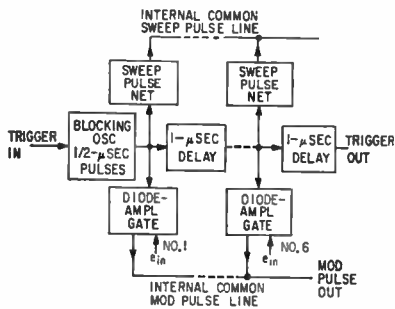 INTERNAL COMMON
SWEEP PULSE LINE
SWEEP
PULSE
NET
SWEEP
PULSE
NET
TRIGGER
IN
BLOCKING
OSC
1/2-μSEC
PULSES
1-μSEC
DELAY
1-μSEC
DELAY
TRIGGER
OUT
DIODE-
AMPL
GATE
DIODE-
AMPL
GATE
NO.1
ein
NO.6
ein
INTERNAL COMMON
MOD PULSE LINE
MOD
PULSE
OUT